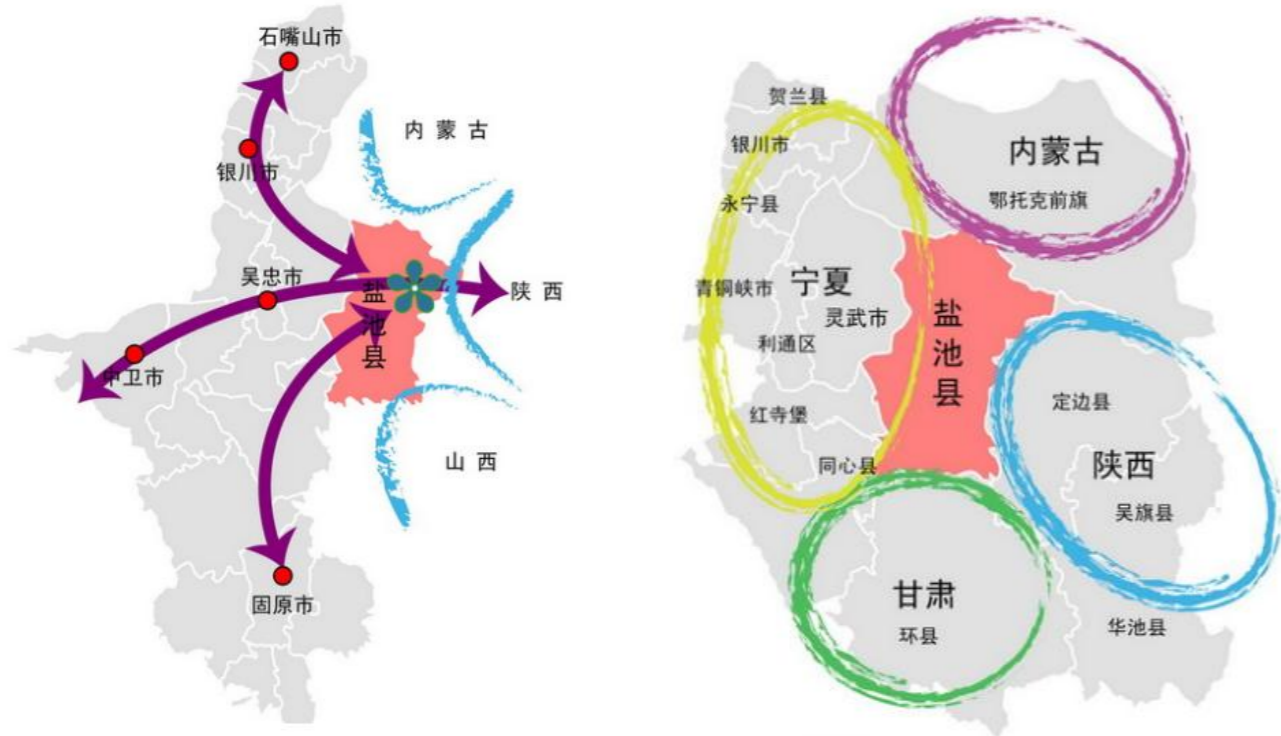 石嘴山市
内蒙古
银川市
吴忠市
陕西
盐池县
中卫市
山西
固原市
贺兰县
银川市
内蒙古
鄂托克前旗
永宁县
宁夏
青铜峡市
灵武市
盐池县
利通区
定边县
红寺堡
陕西
同心县
吴旗县
甘肃
环县
华池县